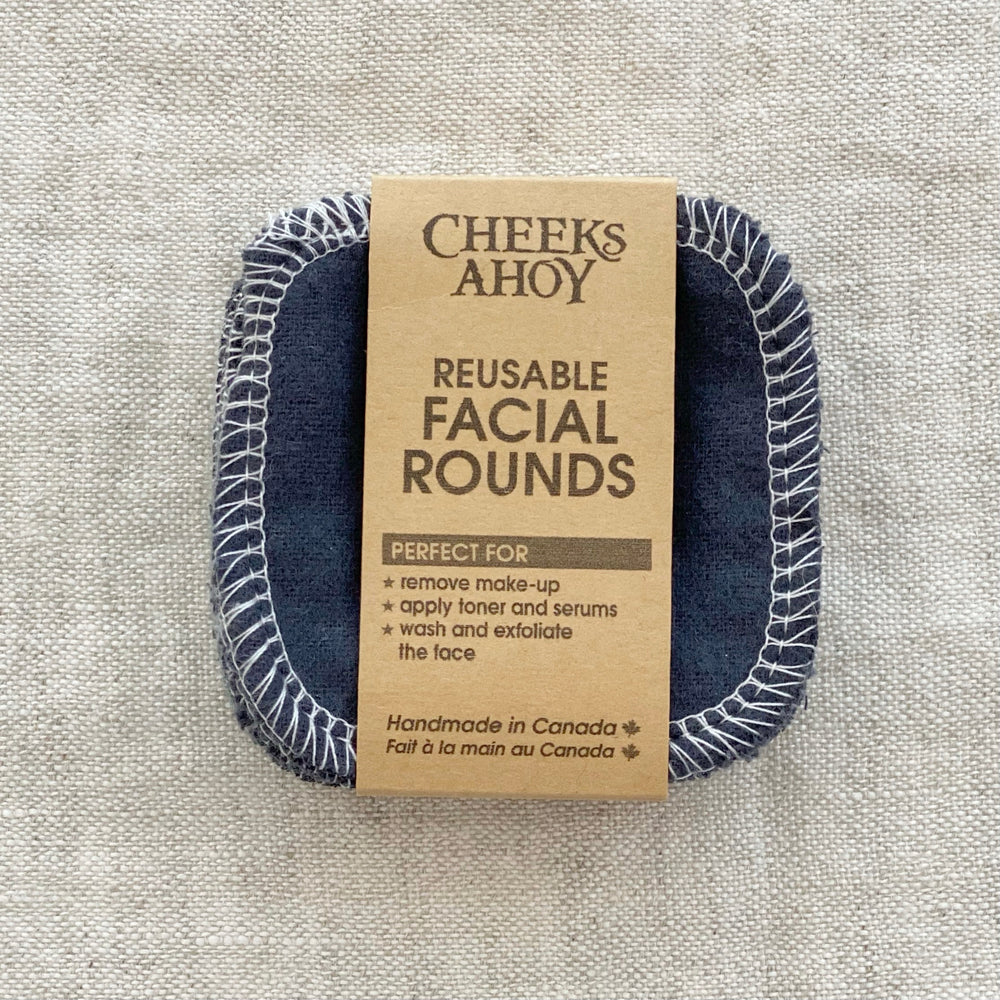 CHEEKS
AHOY
REUSABLE
FACIAL
ROUNDS
PERFECT FOR
★ remove make-up
★ apply toner and serums
★ wash and exfoliate
the face
Handmade in Canada
Fait à la main au Canada